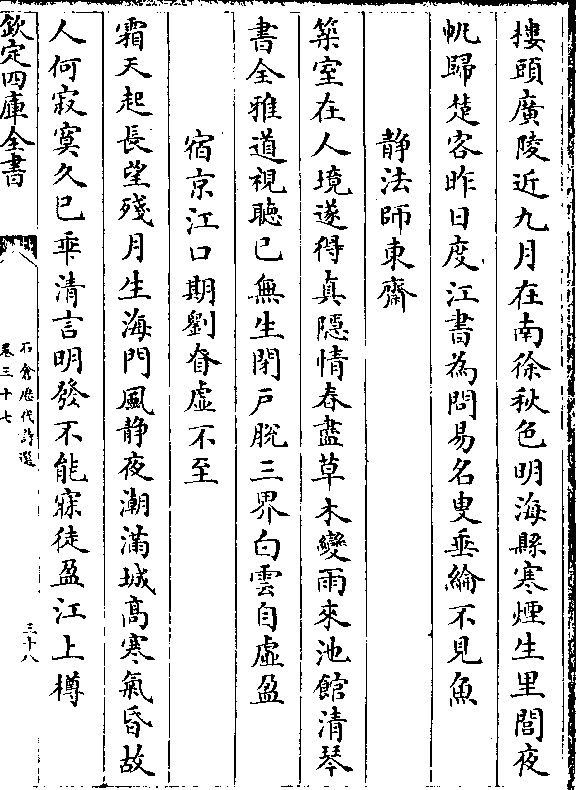 摟頭廣陵近九月在南徐秋色明海縣寒煙生里閭夜
帆歸楚客昨日度江書為問易名叟垂綸不見魚
静法師東齋
築室在人境遂得真隱情春盡草木變雨來池館清琴
書全雅道視聽已無生閉戸脫三界白雲自虛盈
宿京江口期劉眘虛不至
霜天起長望殘月生海門風静夜潮滿城髙寒氣昏故
人何寂寞久已乖清言明發不能寐徒盈江上樽
欽定四庫全書
石倉歴代詩選
卷三十七
三十八